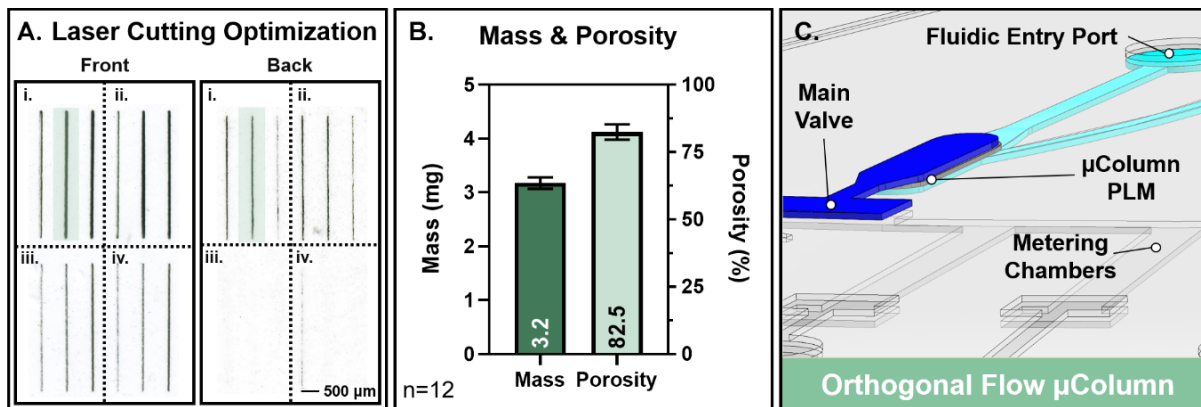 A. Laser Cutting Optimization
Front
Back
i.
ii.
i.
ii.
iii.
iv.
iii.
iv.
500 µm
B.
Mass & Porosity
5
4
3
2
1
0
Mass (mg)
100
75
50
25
0
Porosity (%)
3.2
82.5
Mass
Porosity
n=12
C.
Fluidic Entry Port
Main
Valve
µColumn
PLM
Metering
Chambers
Orthogonal Flow µColumn